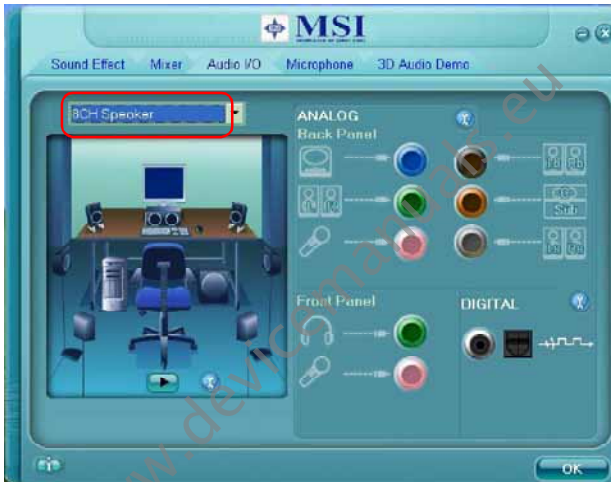 MSI
Sound Effect Mixer Audio I/O Microphone 3D Audio Demo
8CH Speaker
ANALOG
Back Panel
Sub
Front Panel
DIGITAL
OK
www.devicemanuals.eu